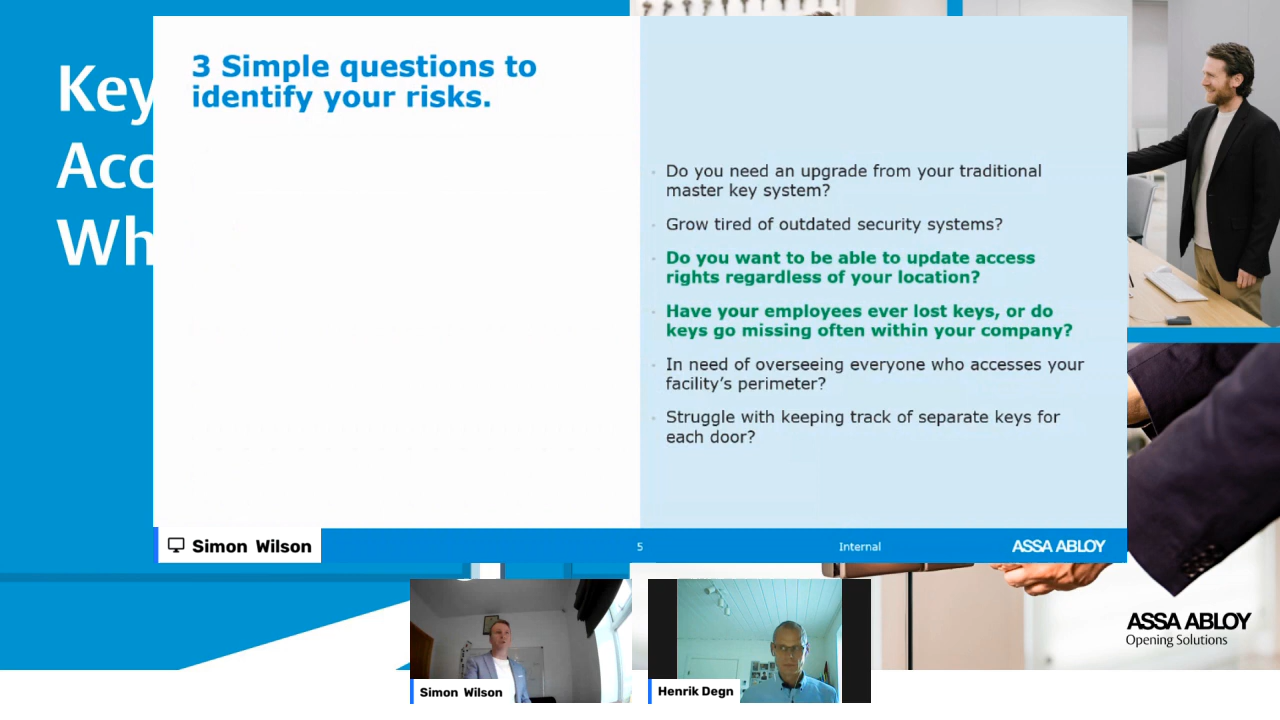 Key
Acc
Wh
3 Simple questions to
identify your risks.
Do you need an upgrade from your traditional
master key system?
Grow tired of outdated security systems?
Do you want to be able to update access
rights regardless of your location?
Have your employees ever lost keys, or do
keys go missing often within your company?
In need of overseeing everyone who accesses your
facility’s perimeter?
Struggle with keeping track of separate keys for
each door?
Simon Wilson
5
Internal
ASSA ABLOY
ASSA ABLOY
Opening Solutions
Simon Wilson
Henrik Degn